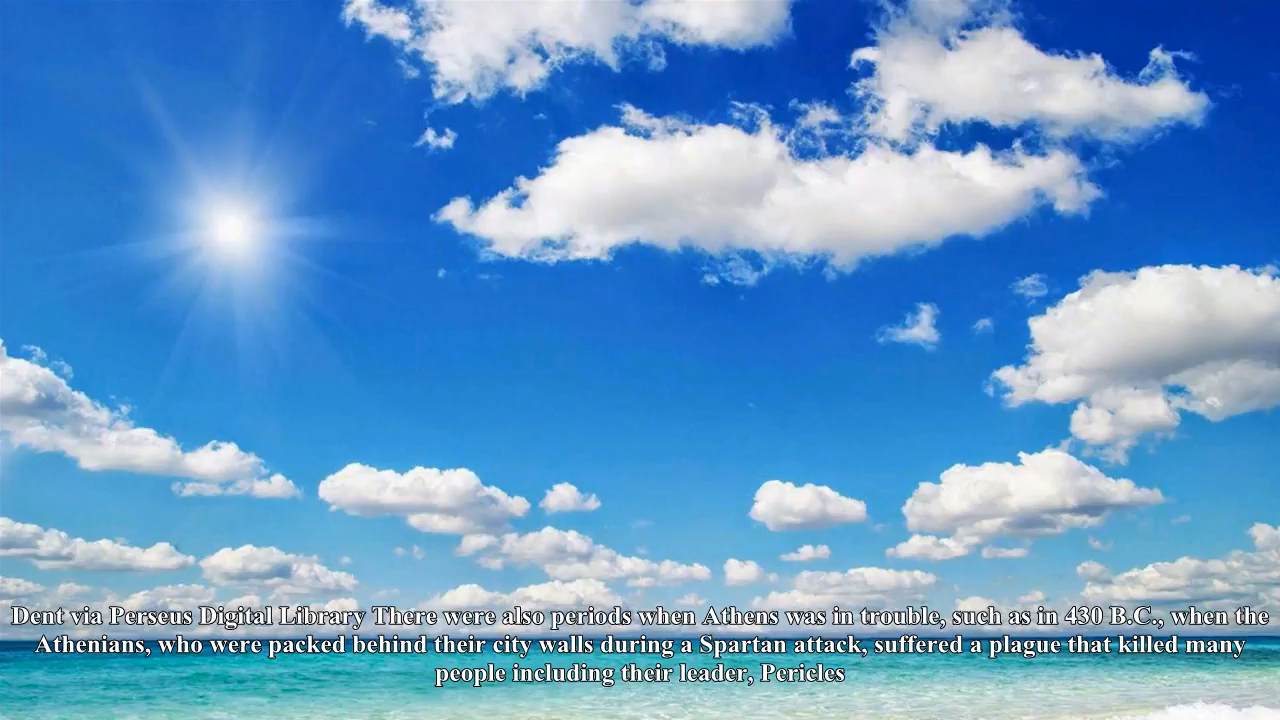 Dent via Perseus Digital Library There were also periods when Athens was in trouble, such as in 430 B.C., when the
Athenians, who were packed behind their city walls during a Spartan attack, suffered a plague that killed many
people including their leader, Pericles